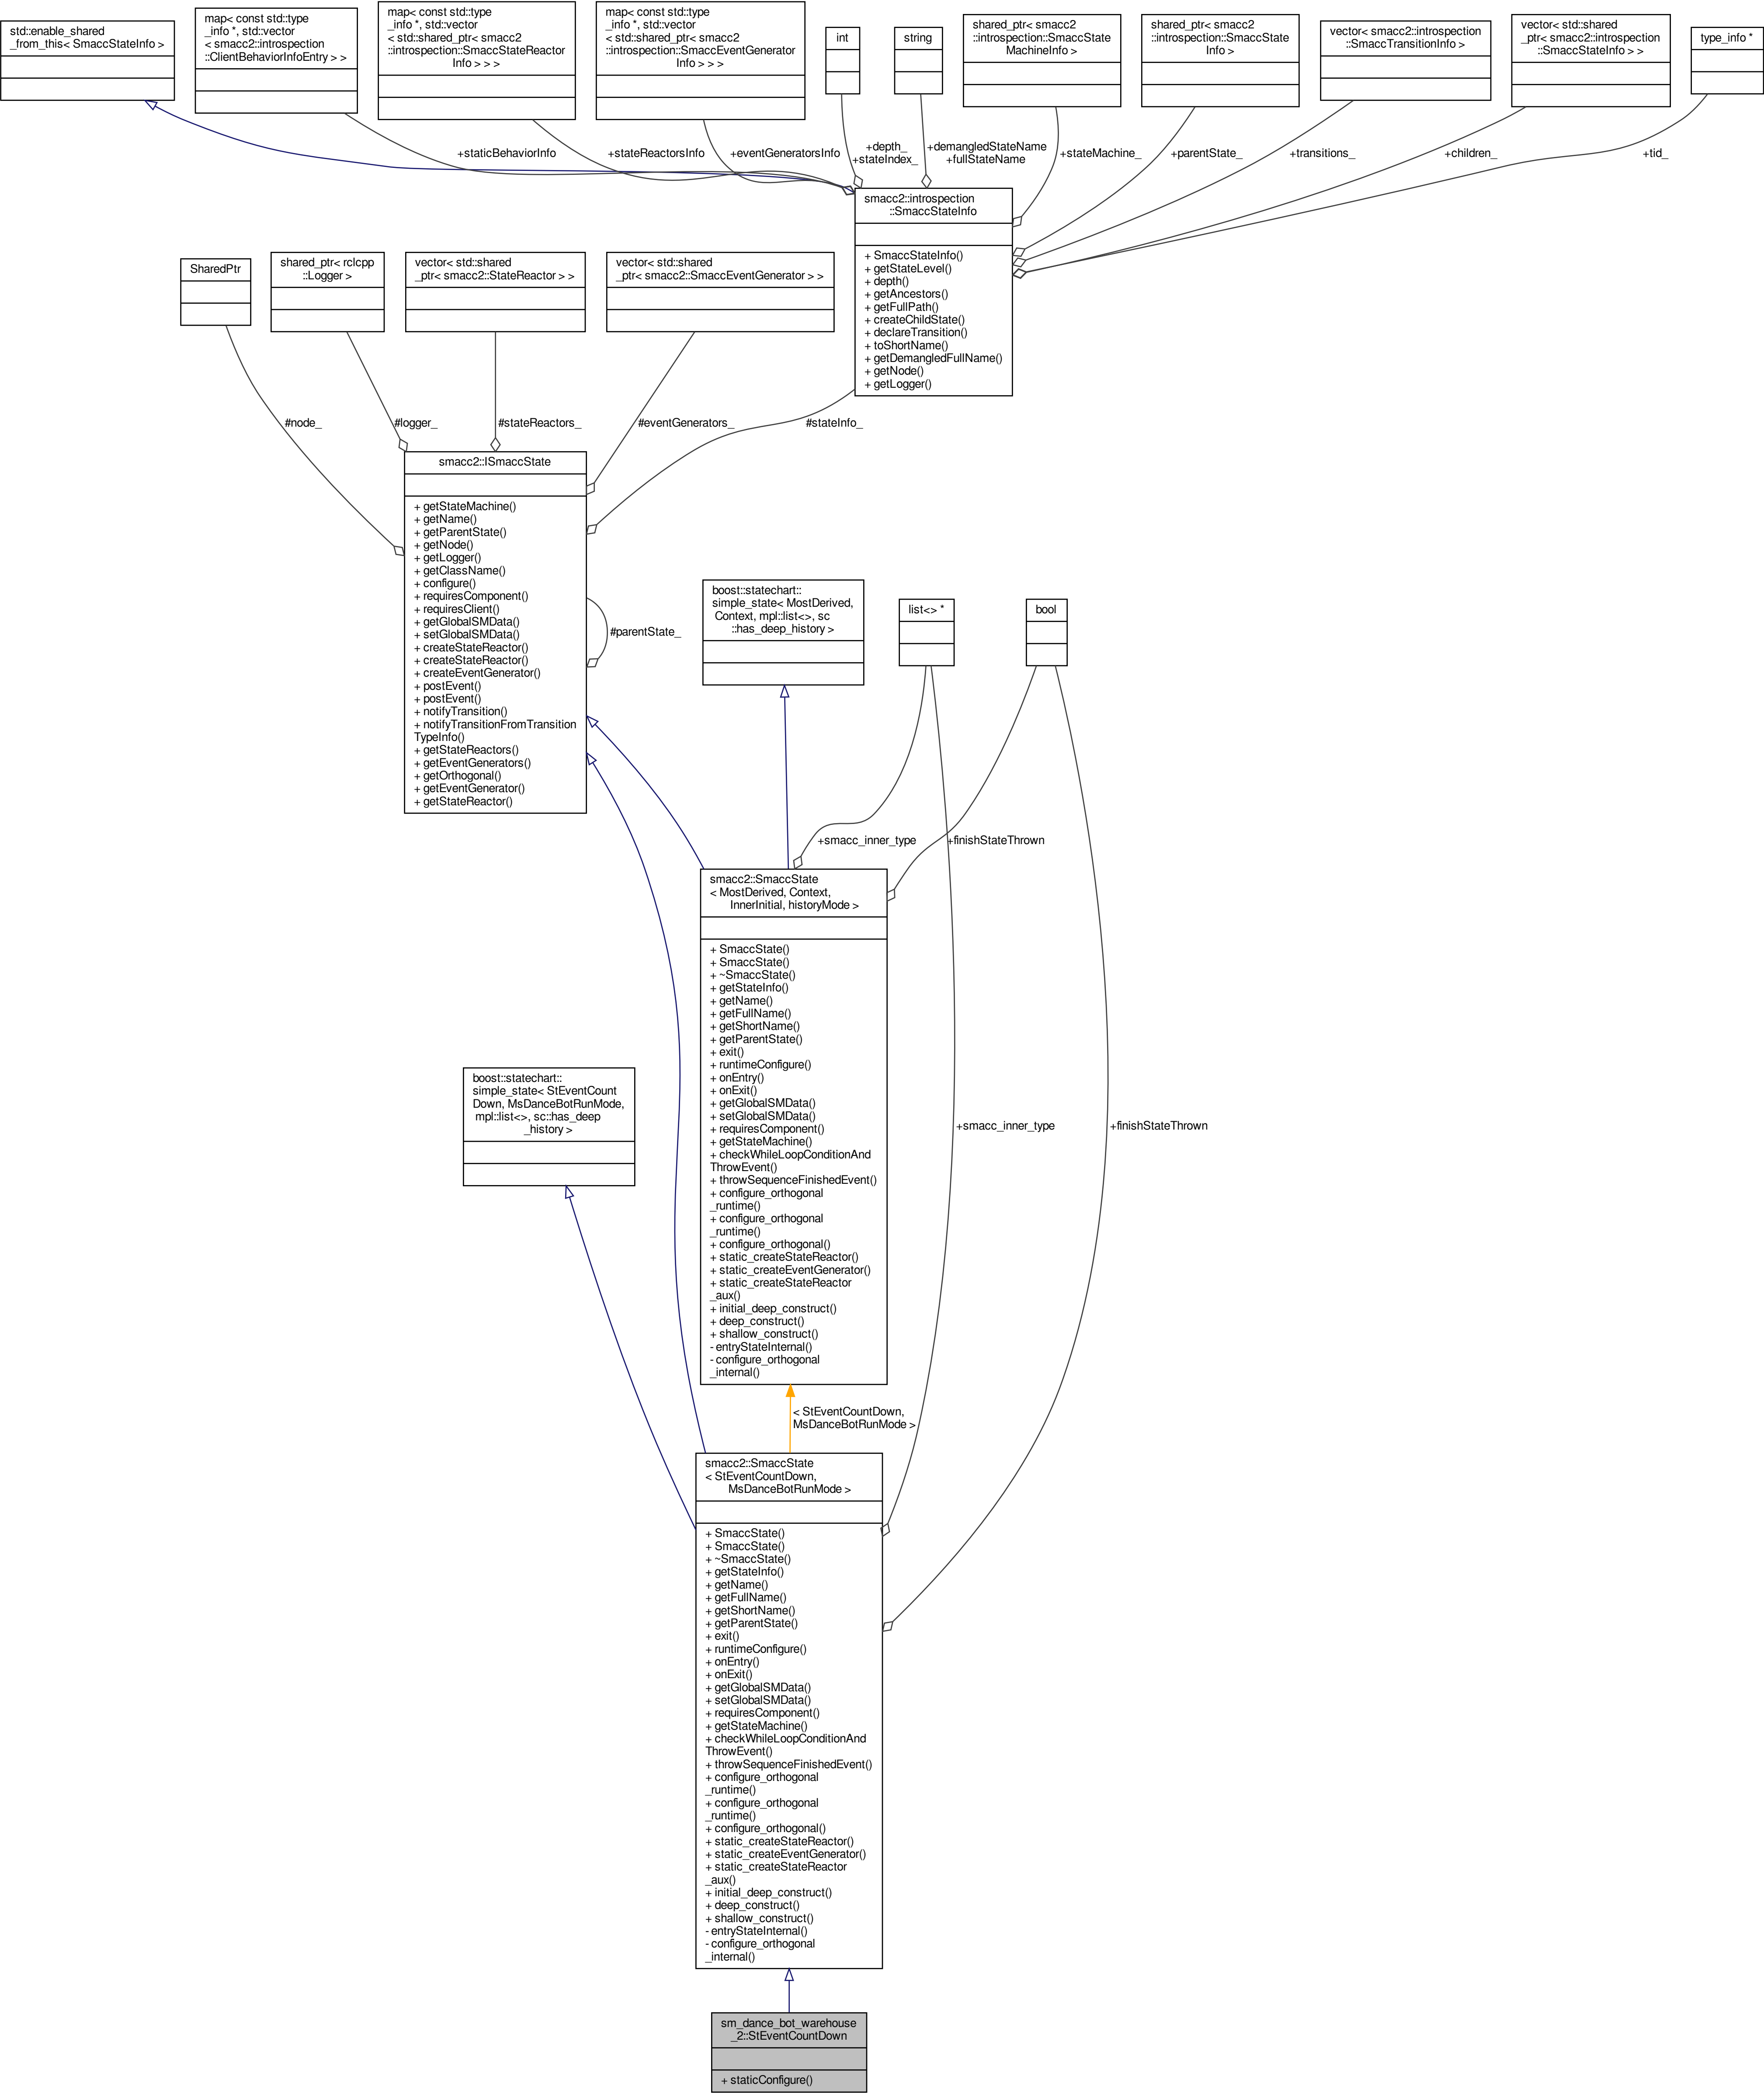 std::enable_shared
_from_this< SmaccStateInfo >
map< const std::type
_info *, std::vector
< smacc2::introspection
::ClientBehaviorInfoEntry > >
map< const std::type
_info *, std::vector
< std::shared_ptr< smacc2
::introspection::SmaccStateReactor
Info > > >
map< const std::type
_info *, std::vector
< std::shared_ptr< smacc2
::introspection::SmaccEventGenerator
Info > > >
int
string
shared_ptr< smacc2
::introspection::SmaccState
MachineInfo >
shared_ptr< smacc2
::introspection::SmaccState
Info >
vector< smacc2::introspection
::SmaccTransitionInfo >
vector< std::shared
_ptr< smacc2::introspection
::SmaccStateInfo > >
type_info *
+staticBehaviorInfo
+stateReactorsInfo
+eventGeneratorsInfo
+depth_
+stateIndex_
+demangledStateName
+fullStateName
+stateMachine_
+parentState_
+transitions_
+children_
+tid_
smacc2::introspection
::SmaccStateInfo
+ SmaccStateInfo()
+ getStateLevel()
+ depth()
+ getAncestors()
+ getFullPath()
+ createChildState()
+ declareTransition()
+ toShortName()
+ getDemangledFullName()
+ getNode()
+ getLogger()
SharedPtr
shared_ptr< rclcpp
::Logger >
vector< std::shared
_ptr< smacc2::StateReactor > >
vector< std::shared
_ptr< smacc2::SmaccEventGenerator > >
#node_
#logger_
#stateReactors_
#eventGenerators_
#stateInfo_
smacc2::ISmaccState
+ getStateMachine()
+ getName()
+ getParentState()
+ getNode()
+ getLogger()
+ getClassName()
+ configure()
+ requiresComponent()
+ requiresClient()
+ getGlobalSMData()
+ setGlobalSMData()
+ createStateReactor()
+ createStateReactor()
+ createEventGenerator()
+ postEvent()
+ postEvent()
+ notifyTransition()
+ notifyTransitionFromTransition
TypeInfo()
+ getStateReactors()
+ getEventGenerators()
+ getOrthogonal()
+ getEventGenerator()
+ getStateReactor()
#parentState_
boost::statechart::
simple_state< MostDerived,
Context, mpl::list<>, sc
::has_deep_history >
list<> *
bool
+smacc_inner_type
+finishStateThrown
smacc2::SmaccState
< MostDerived, Context,
InnerInitial, historyMode >
+ SmaccState()
+ SmaccState()
+ ~SmaccState()
+ getStateInfo()
+ getName()
+ getFullName()
+ getShortName()
+ getParentState()
+ exit()
+ runtimeConfigure()
+ onEntry()
+ onExit()
+ getGlobalSMData()
+ setGlobalSMData()
+ requiresComponent()
+ getStateMachine()
+ checkWhileLoopConditionAnd
ThrowEvent()
+ throwSequenceFinishedEvent()
+ configure_orthogonal
_runtime()
+ configure_orthogonal
_runtime()
+ configure_orthogonal()
+ static_createStateReactor()
+ static_createEventGenerator()
+ static_createStateReactor
_aux()
+ initial_deep_construct()
+ deep_construct()
+ shallow_construct()
- entryStateInternal()
- configure_orthogonal
_internal()
boost::statechart::
simple_state< StEventCount
Down, MsDanceBotRunMode,
mpl::list<>, sc::has_deep
_history >
+smacc_inner_type
+finishStateThrown
< StEventCountDown,
MsDanceBotRunMode >
smacc2::SmaccState
< StEventCountDown,
MsDanceBotRunMode >
+ SmaccState()
+ SmaccState()
+ ~SmaccState()
+ getStateInfo()
+ getName()
+ getFullName()
+ getShortName()
+ getParentState()
+ exit()
+ runtimeConfigure()
+ onEntry()
+ onExit()
+ getGlobalSMData()
+ setGlobalSMData()
+ requiresComponent()
+ getStateMachine()
+ checkWhileLoopConditionAnd
ThrowEvent()
+ throwSequenceFinishedEvent()
+ configure_orthogonal
_runtime()
+ configure_orthogonal
_runtime()
+ configure_orthogonal()
+ static_createStateReactor()
+ static_createEventGenerator()
+ static_createStateReactor
_aux()
+ initial_deep_construct()
+ deep_construct()
+ shallow_construct()
- entryStateInternal()
- configure_orthogonal
_internal()
sm_dance_bot_warehouse
_2::StEventCountDown
+ staticConfigure()